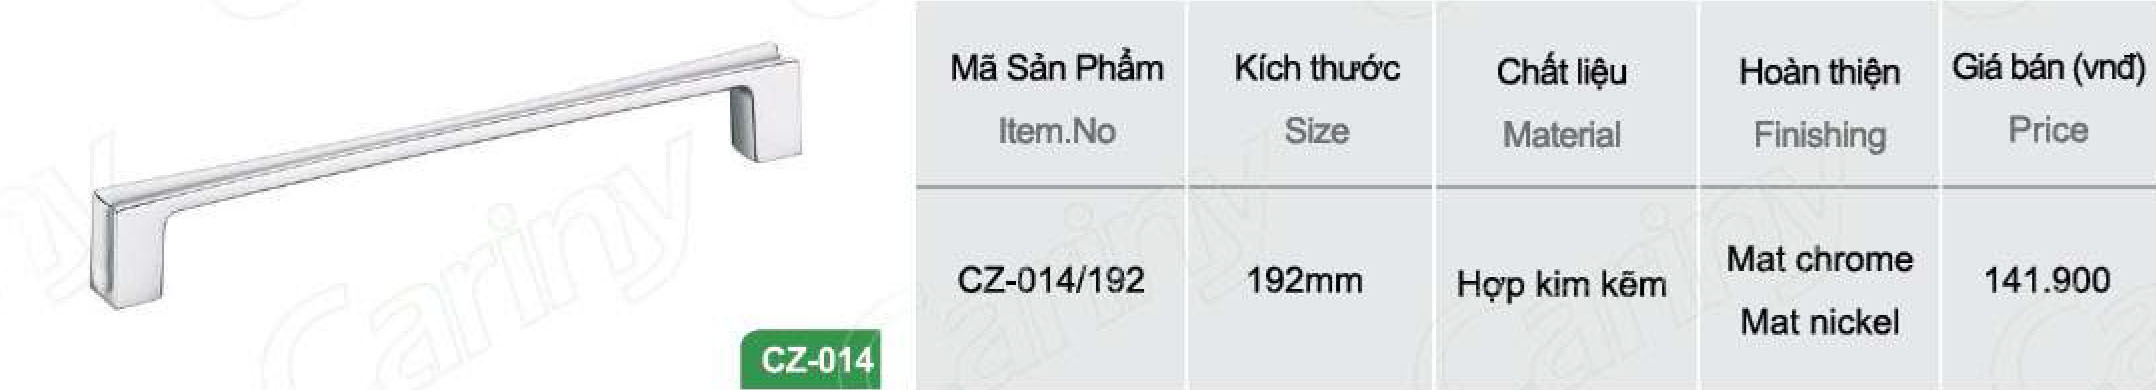 Mã Sản Phẩm
Item.No
Kích thước
Size
Chất liệu
Material
Hoàn thiện
Finishing
Giá bán (vnđ)
Price
CZ-014/192
192mm
Hợp kim kẽm
Mat chrome
Mat nickel
141.900
CZ-014
Cariny
Cariny